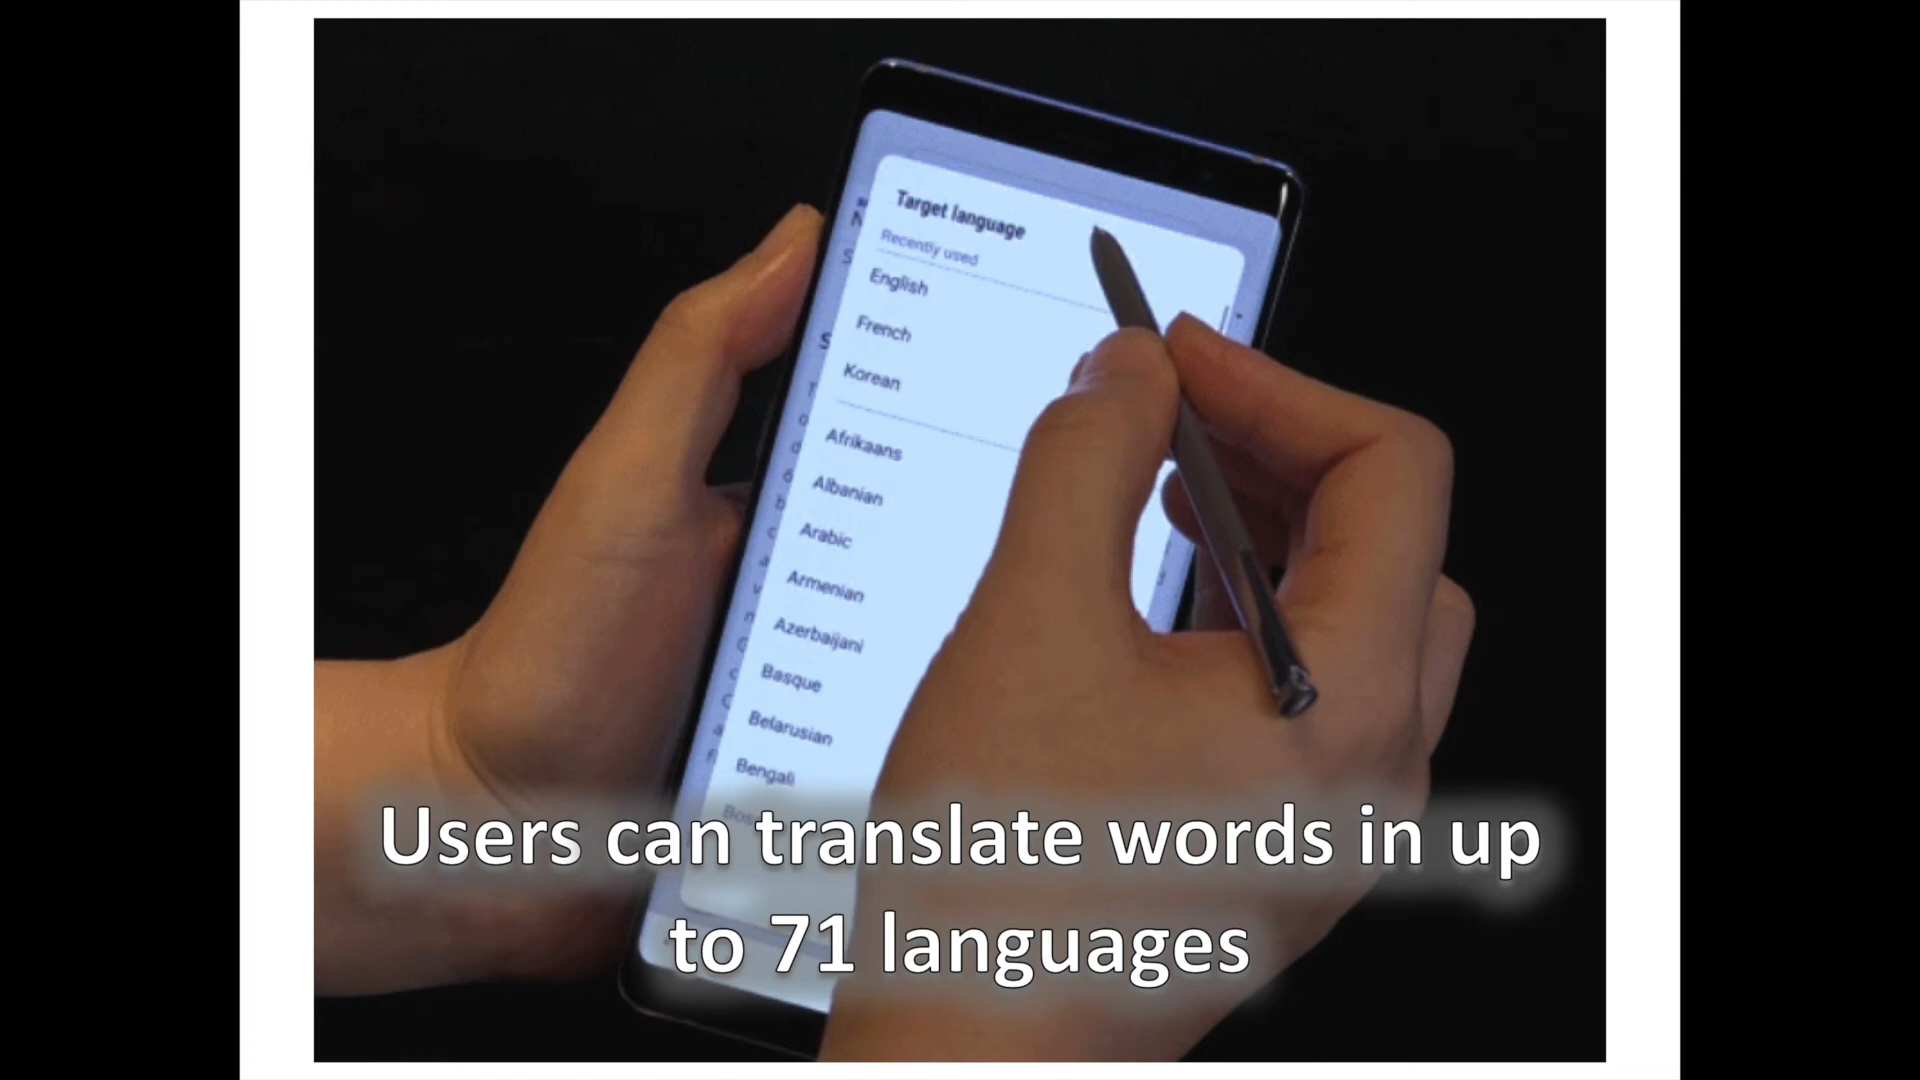 Target language
Recently used
English
French
Korean
Afrikaans
Albanian
Arabic
Armenian
Azerbaijani
Basque
Belarusian
Bengali
Users can translate words in up
to 71 languages